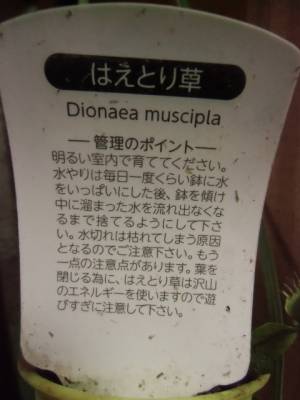 はえとり草
Dionaea muscipla
― 管理のポイント ―
明るい室内で育ててください。
水やりは毎日一度くらい鉢に水
をいっぱいにした後、鉢を傾け
中に溜まった水を流れ出なくな
るまで捨てるようにして下さ
い。水切れは枯れてしまう原因
となるのでご注意下さい。もう
一点の注意点があります。葉を
閉じる為に、はえとり草は沢山
のエネルギーを使いますので遊
びすぎに注意して下さい。